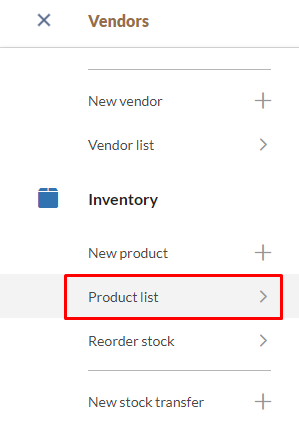 Vendors
New vendor
Vendor list
Inventory
New product
Product list
Reorder stock
New stock transfer